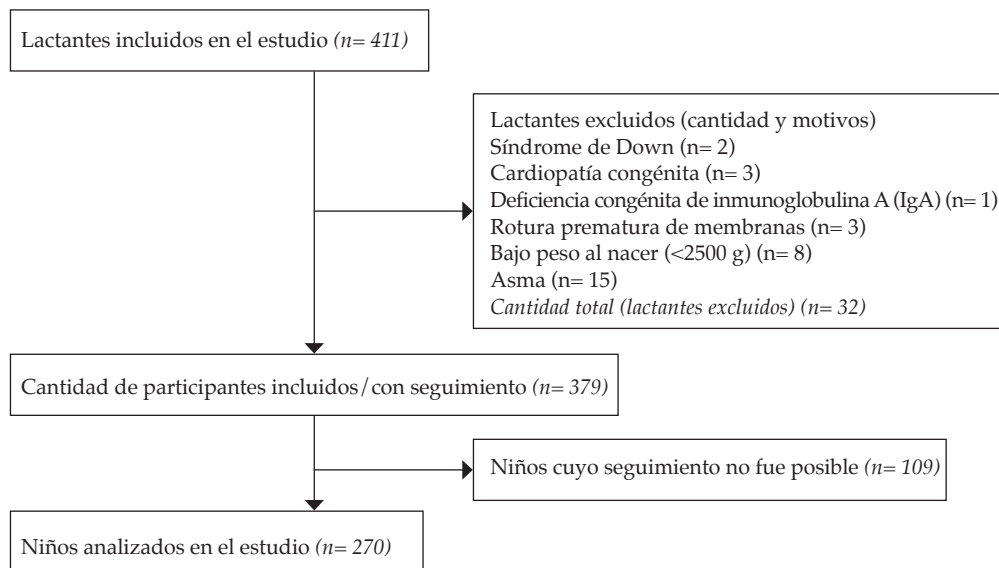 Lactantes incluidos en el estudio (n= 411)
Lactantes excluidos (cantidad y motivos)
Síndrome de Down (n= 2)
Cardiopatía congénita (n= 3)
Deficiencia congénita de inmunoglobulina A (IgA) (n= 1)
Rotura prematura de membranas (n= 3)
Bajo peso al nacer (<2500 g) (n= 8)
Asma (n= 15)
Cantidad total (lactantes excluidos) (n= 32)
Cantidad de participantes incluidos/con seguimiento (n= 379)
Niños cuyo seguimiento no fue posible (n= 109)
Niños analizados en el estudio (n= 270)